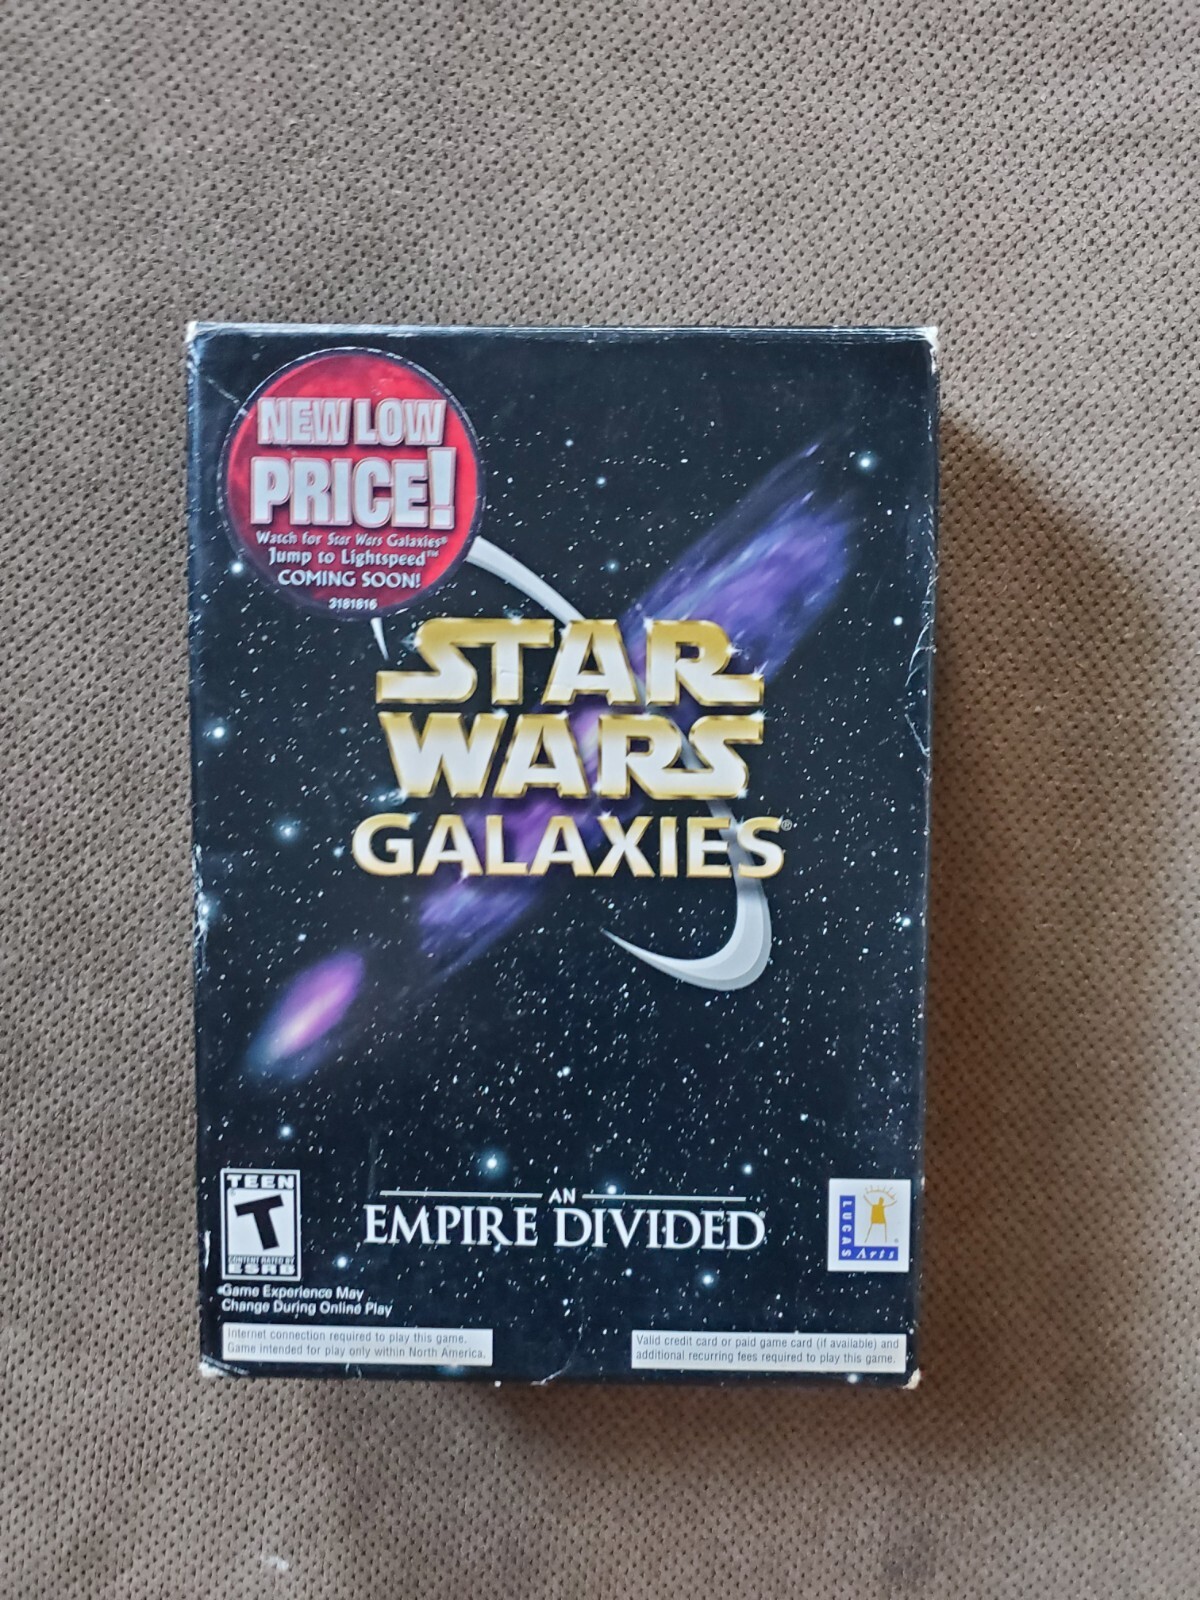 NEW LOW
PRICE!
Watch for Star Wars Galaxies®
Jump to Lightspeed™
COMING SOON!
3181816
STAR
WARS
GALAXIES®
AN
EMPIRE DIVIDED
TEEN
T
CONTENT RATED BY
ESRB
LUCAS
Arts
Game Experience May
Change During Online Play
Internet connection required to play this game.
Game intended for play only within North America.
Valid credit card or paid game card (if available) and
additional recurring fees required to play this game.